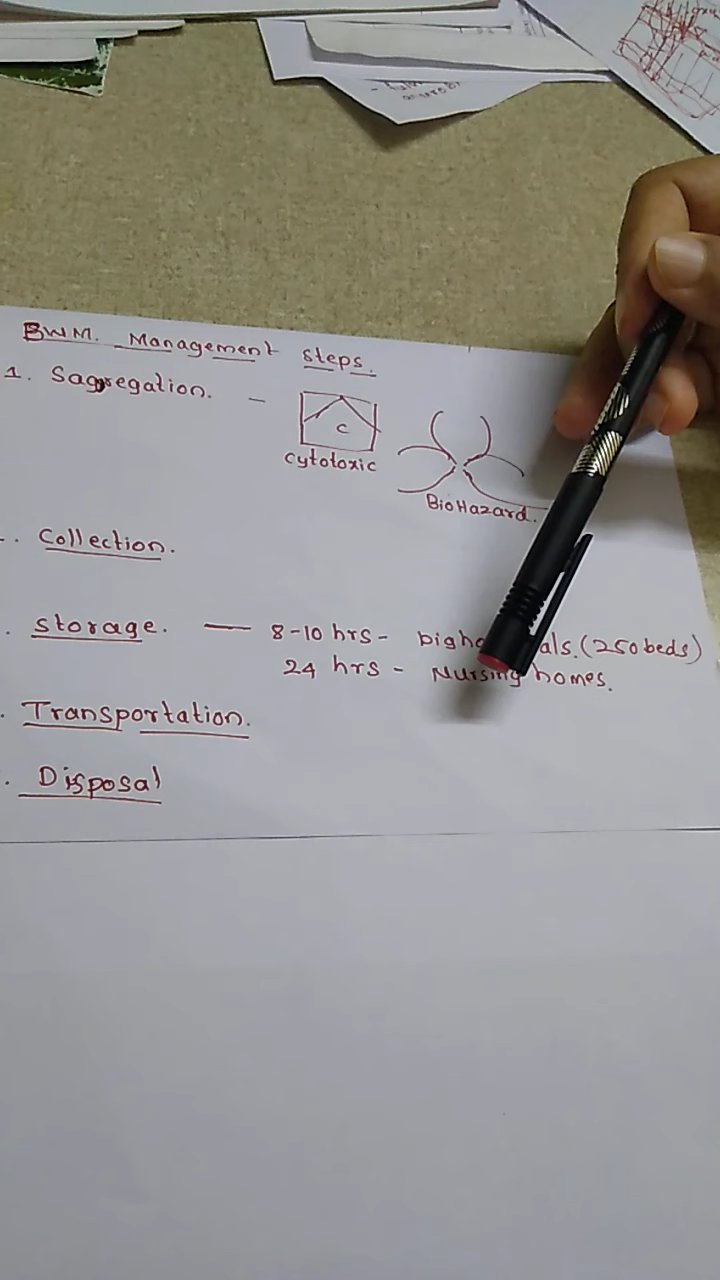 BWM. Management steps.
1. Saggregation. -
C
cytotoxic
BioHazard.
. Collection.
. storage. — 8-10 hrs- (250 beds)
24 hrs - Nursing homes.
. Transportation.
. Disposal